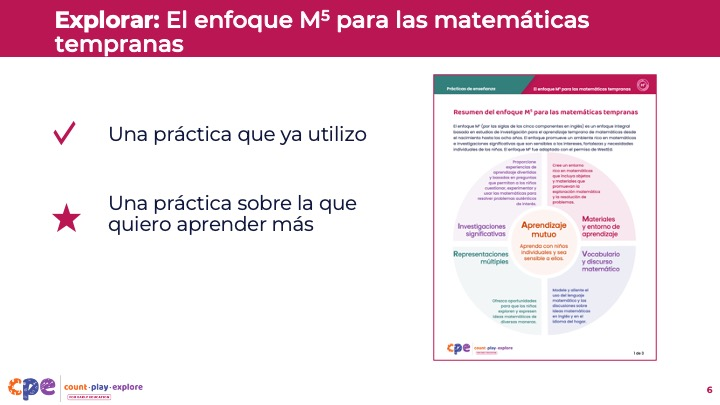 Explorar: El enfoque M⁵ para las matemáticas
tempranas
Una práctica que ya utilizo
Una práctica sobre la que
quiero aprender más
Prácticas de enseñanza
El enfoque M⁵ para las matemáticas tempranas
Resumen del enfoque M⁵ para las matemáticas tempranas
El enfoque M⁵ (por las siglas de los cinco componentes en inglés) es un enfoque integral
basado en estudios de investigación para el aprendizaje temprano de matemáticas desde
el nacimiento hasta los ocho años. El enfoque promueve un ambiente rico en matemáticas
e investigaciones significativas que son sensibles a los intereses, fortalezas y necesidades
individuales de los niños. El enfoque M⁵ fue adaptado con el permiso de WestEd.
Proporcione
experiencias de
aprendizaje divertidas
y basadas en preguntas
que permitan a los niños
cuestionar, experimentar y
usar las matemáticas para
resolver problemas auténticos
de interés.
Investigaciones
significativas
Cree un entorno
rico en matemáticas
que incluya objetos
y materiales que
promuevan la
exploración matemática
y la resolución de
problemas.
Materiales
y entorno de
aprendizaje
Aprendizaje
mutuo
Aprenda con niños
individuales y sea
sensible a ellos.
Representaciones
múltiples
Ofrezca oportunidades
para que los niños
exploren y expresen
ideas matemáticas de
diversas maneras.
Vocabulario
y discurso
matemático
Modele y aliente el
uso del lenguaje
matemático y las
discusiones sobre
ideas matemáticas
en inglés y en el
idioma del hogar.
cpe count·play·explore
1 de 3
cpe count·play·explore
6